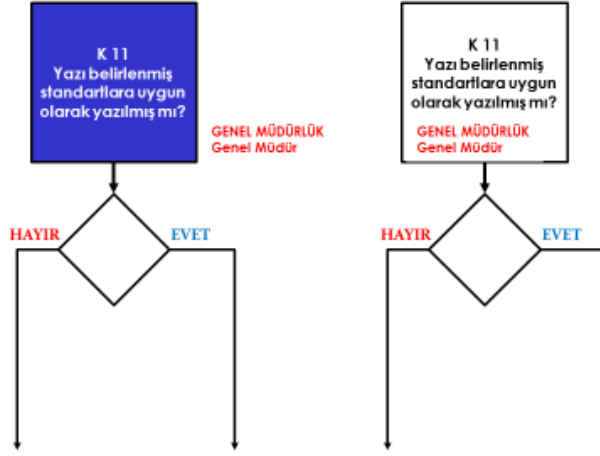 K 11
Yazı belirlenmiş
standartlara uygun
olarak yazılmış mı?
GENEL MÜDÜRLÜK
Genel Müdür
HAYIR
EVET
K 11
Yazı belirlenmiş
standartlara uygun
olarak yazılmış mı?
GENEL MÜDÜRLÜK
Genel Müdür
HAYIR
EVET